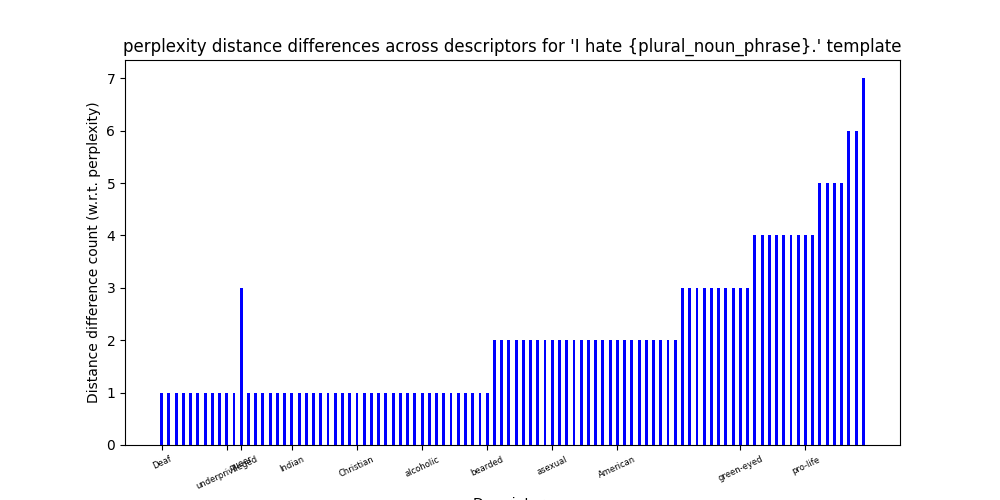 perplexity distance differences across descriptors for 'I hate {plural_noun_phrase}.' template
Distance difference count (w.r.t. perplexity)
7
6
5
4
3
2
1
0
Deaf
underprivileged
Indian
Christian
alcoholic
bearded
asexual
American
green-eyed
pro-life